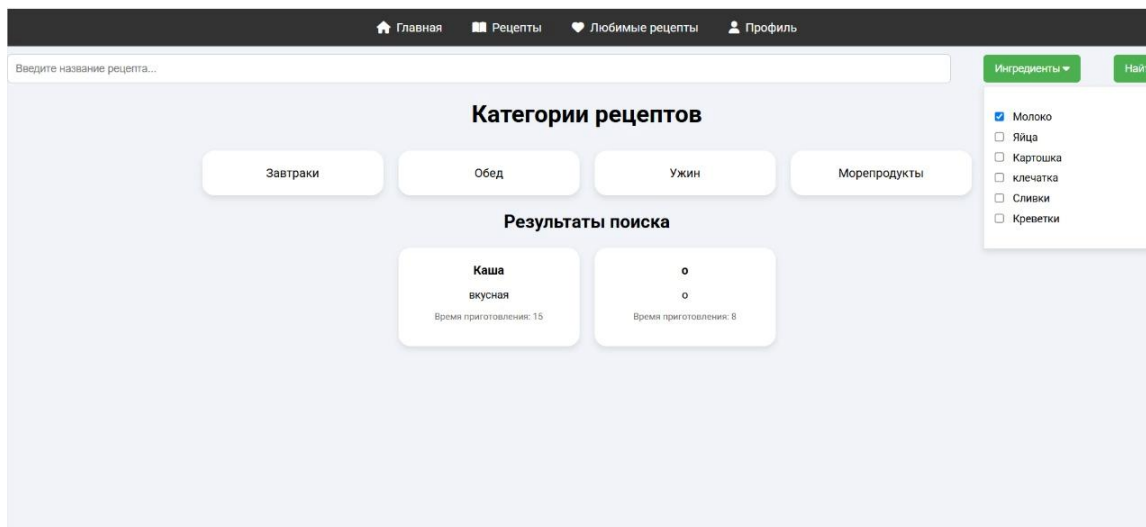 Главная Рецепты Любимые рецепты Профиль
Введите название рецепта... Ингредиенты Най
Категории рецептов
Завтраки Обед Ужин Морепродукты
Молоко
Яйца
Картошка
клечатка
Сливки
Креветки
Результаты поиска
Каша
вкусная
Время приготовления: 15
о
о
Время приготовления: 8